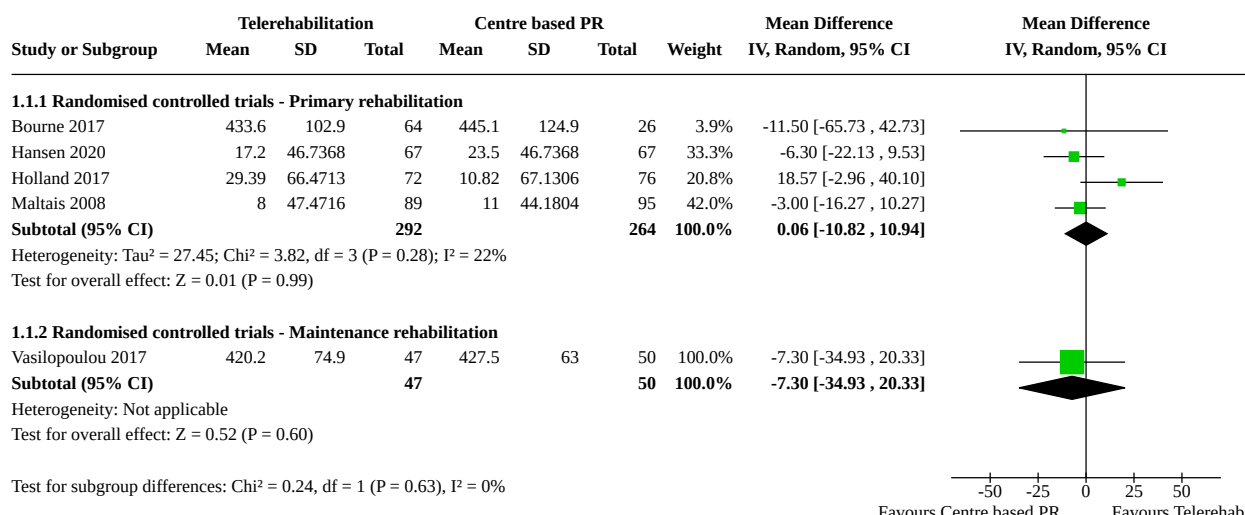 Telerehabilitation Centre based PR Mean Difference Mean Difference
Study or Subgroup Mean SD Total Mean SD Total Weight IV, Random, 95% CI IV, Random, 95% CI
1.1.1 Randomised controlled trials - Primary rehabilitation
Bourne 2017 433.6 102.9 64 445.1 124.9 26 3.9% -11.50 [-65.73 , 42.73]
Hansen 2020 17.2 46.7368 67 23.5 46.7368 67 33.3% -6.30 [-22.13 , 9.53]
Holland 2017 29.39 66.4713 72 10.82 67.1306 76 20.8% 18.57 [-2.96 , 40.10]
Maltais 2008 8 47.4716 89 11 44.1804 95 42.0% -3.00 [-16.27 , 10.27]
Subtotal (95% CI) 292 264 100.0% 0.06 [-10.82 , 10.94]
Heterogeneity: Tau² = 27.45; Chi² = 3.82, df = 3 (P = 0.28); I² = 22%
Test for overall effect: Z = 0.01 (P = 0.99)
1.1.2 Randomised controlled trials - Maintenance rehabilitation
Vasilopoulou 2017 420.2 74.9 47 427.5 63 50 100.0% -7.30 [-34.93 , 20.33]
Subtotal (95% CI) 47 50 100.0% -7.30 [-34.93 , 20.33]
Heterogeneity: Not applicable
Test for overall effect: Z = 0.52 (P = 0.60)
Test for subgroup differences: Chi² = 0.24, df = 1 (P = 0.63), I² = 0%
-50 -25 0 25 50
Favours Centre based PR Favours Telerehab